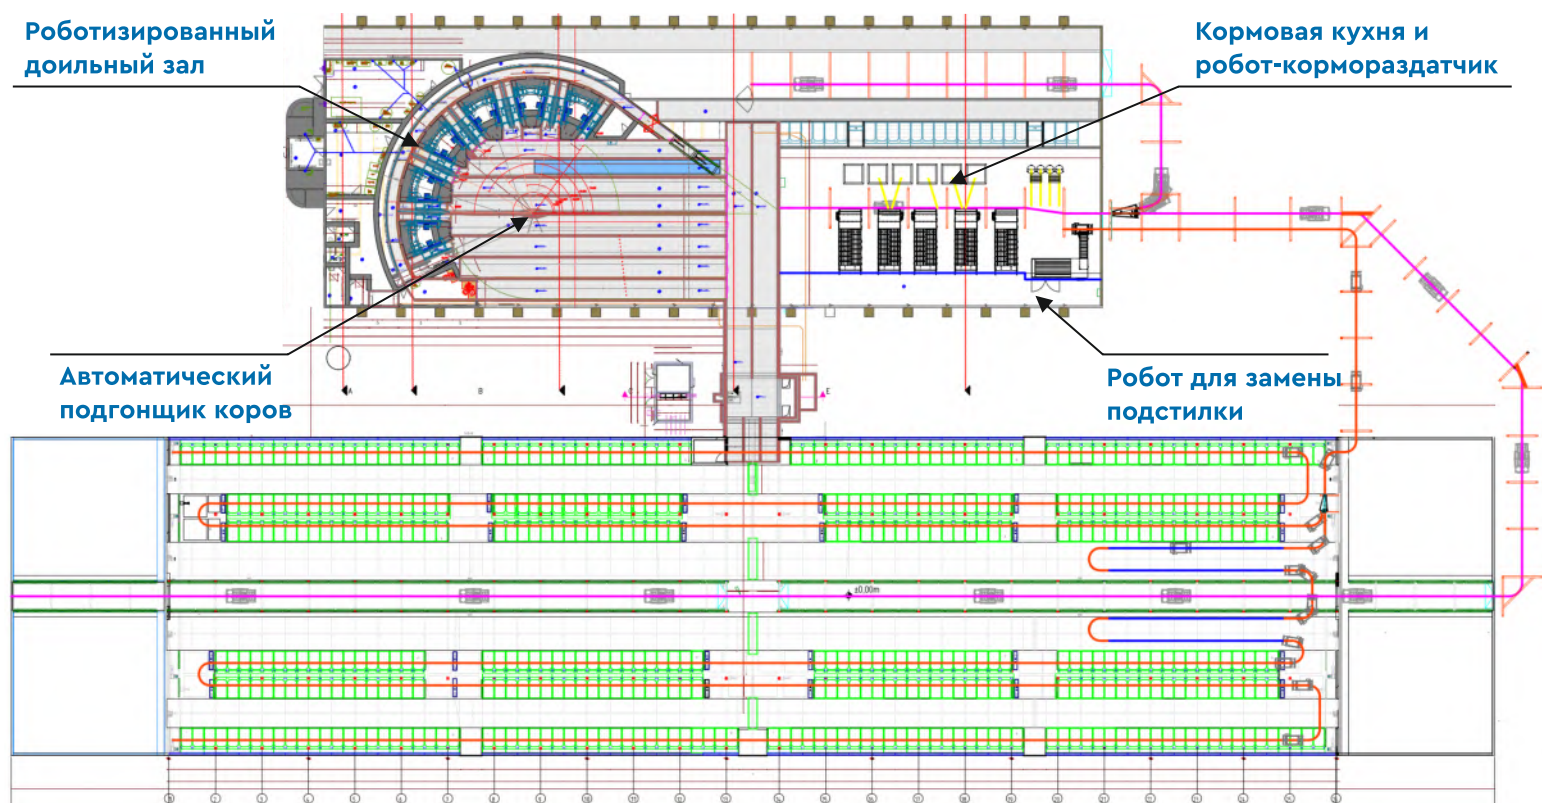 Роботизированный
доильный зал
Кормовая кухня и
робот-кормораздатчик
Автоматический
подгонщик коров
Робот для замены
подстилки
A
B
E
±0.00m